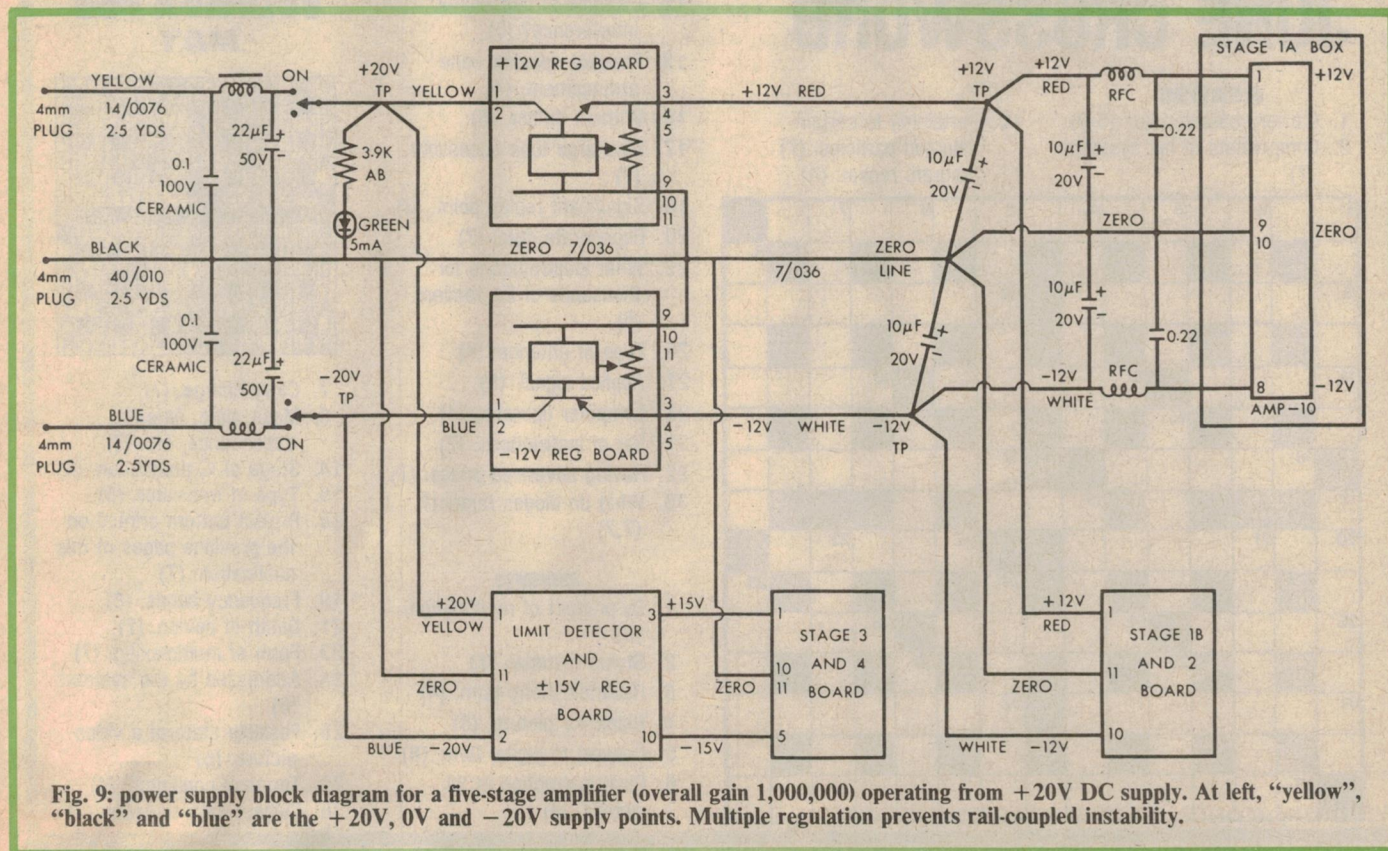 YELLOW
4mm
PLUG
14/0076
2·5 YDS
ON
22µF
+
50V
−
0.1
100V
CERAMIC
BLACK
4mm
PLUG
40/010
2·5 YDS
0.1
100V
CERAMIC
22µF
+
50V
−
BLUE
4mm
PLUG
14/0076
2·5YDS
ON
+20V
TP
YELLOW
3.9K
AB
GREEN
5mA
−20V
TP
BLUE
+12V REG BOARD
1
2
3
4
5
9
10
11
ZERO 7/036
9
10
11
1
2
3
4
5
−12V REG BOARD
+12V RED
ZERO
7/036 LINE
−12V WHITE
+12V
TP
10µF
+
20V
−
10µF
+
20V
−
−12V
TP
+12V
RED
RFC
10µF
+
20V
−
0.22
ZERO
10µF
+
20V
−
0.22
RFC
−12V
WHITE
STAGE 1A BOX
1
+12V
9
10
ZERO
8
−12V
AMP−10
+20V
YELLOW
ZERO
BLUE −20V
1
11
2
LIMIT DETECTOR
AND
± 15V REG
BOARD
3
10
+15V
ZERO
−15V
1
10
11
5
STAGE 3
AND 4
BOARD
+12V
RED
ZERO
WHITE −12V
1
11
10
STAGE 1B
AND 2
BOARD
Fig. 9: power supply block diagram for a five-stage amplifier (overall gain 1,000,000) operating from +20V DC supply. At left, “yellow”,
“black” and “blue” are the +20V, 0V and −20V supply points. Multiple regulation prevents rail-coupled instability.